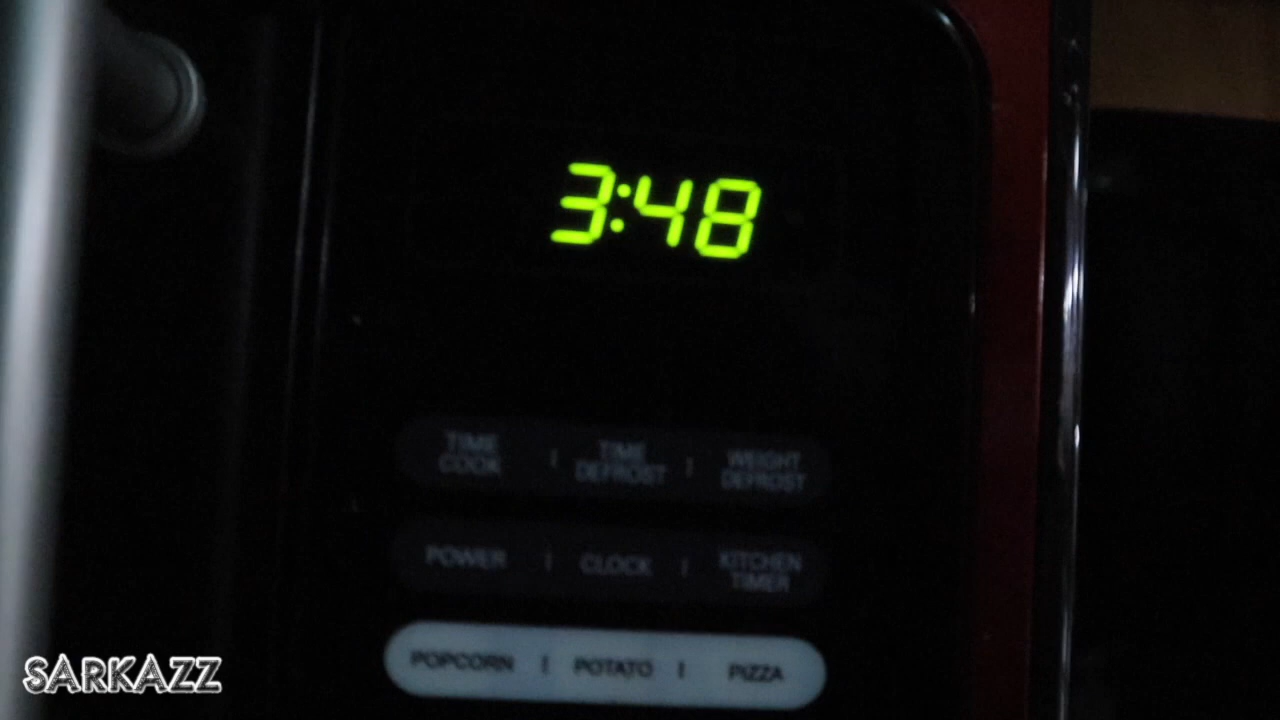 3:48
TIME COOK | TIME DEFROST | WEIGHT DEFROST
POWER | CLOCK | KITCHEN TIMER
POPCORN | POTATO | PIZZA
SARKAZZ